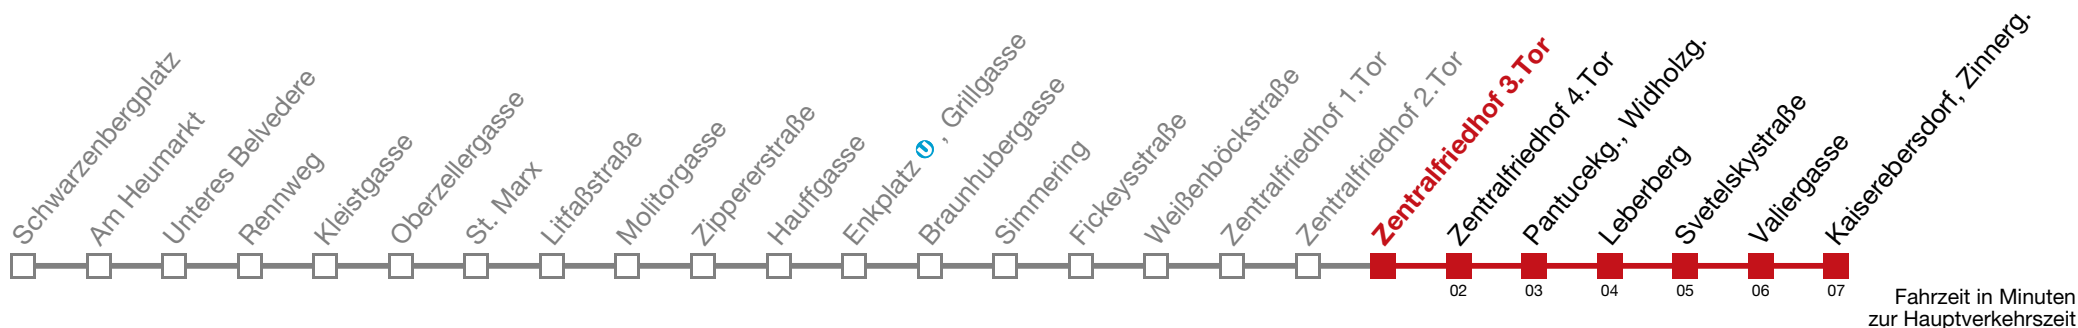 Schwarzenbergplatz
Am Heumarkt
Unteres Belvedere
Rennweg
Kleistgasse
Oberzellergasse
St. Marx
Litfaßstraße
Molitorgasse
Zippererstraße
Hauffgasse
Enkplatz U , Grillgasse
Braunhubergasse
Simmering
Fickeysstraße
Weißenböckstraße
Zentralfriedhof 1.Tor
Zentralfriedhof 2.Tor
Zentralfriedhof 3.Tor
Zentralfriedhof 4.Tor
Pantucekg., Widholzg.
Leberberg
Svetelskystraße
Valiergasse
Kaiserebersdorf, Zinnerg.
02 03 04 05 06 07
Fahrzeit in Minuten
zur Hauptverkehrszeit